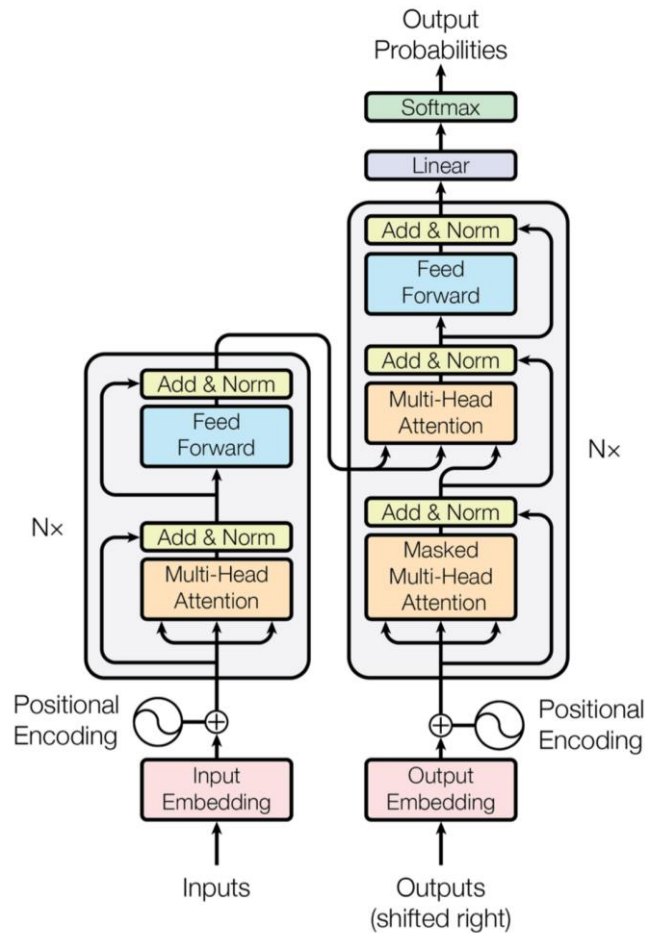 Output
Probabilities
Softmax
Linear
Add & Norm
Feed
Forward
Add & Norm
Multi-Head
Attention
Add & Norm
Masked
Multi-Head
Attention
N×
Add & Norm
Feed
Forward
Add & Norm
Multi-Head
Attention
N×
Positional
Encoding
Positional
Encoding
Input
Embedding
Output
Embedding
Inputs
Outputs
(shifted right)